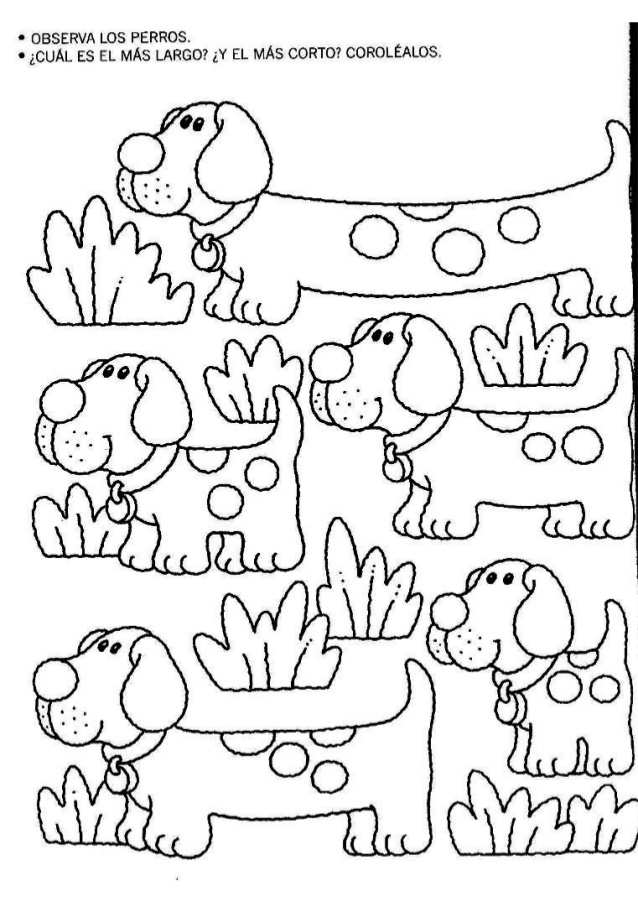 • OBSERVA LOS PERROS.
• ¿CUÁL ES EL MÁS LARGO? ¿Y EL MÁS CORTO? COROLÉALOS.